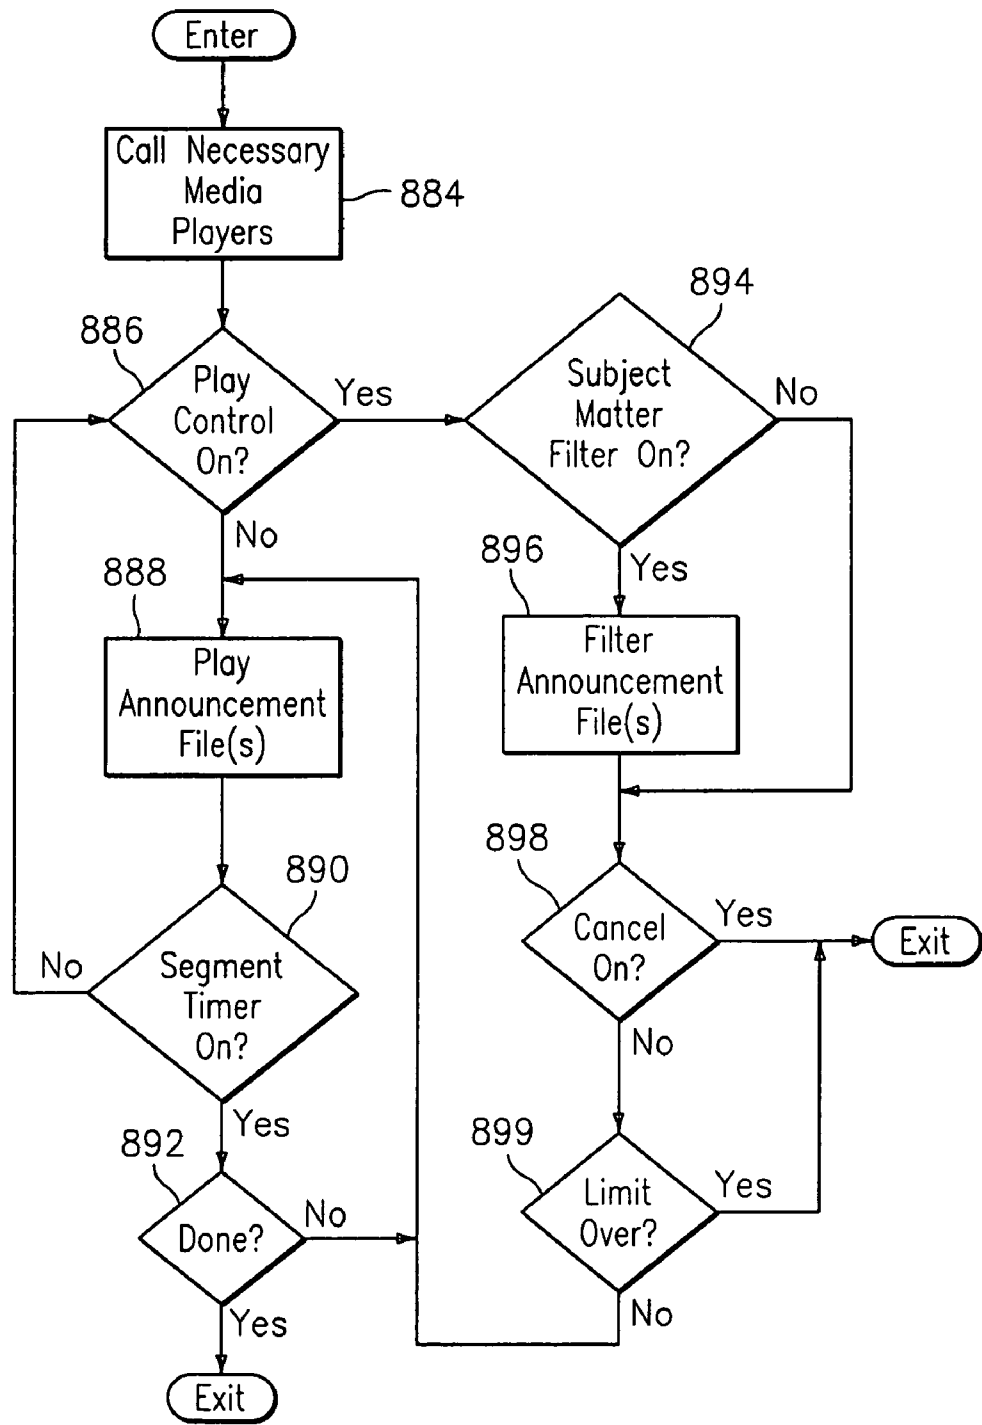 Enter
Call Necessary
Media
Players
884
886
Play
Control
On?
Yes
No
894
Subject
Matter
Filter On?
No
Yes
888
Play
Announcement
File(s)
896
Filter
Announcement
File(s)
890
Segment
Timer
On?
No
Yes
898
Cancel
On?
Yes
No
Exit
892
Done?
No
Yes
Exit
899
Limit
Over?
Yes
No